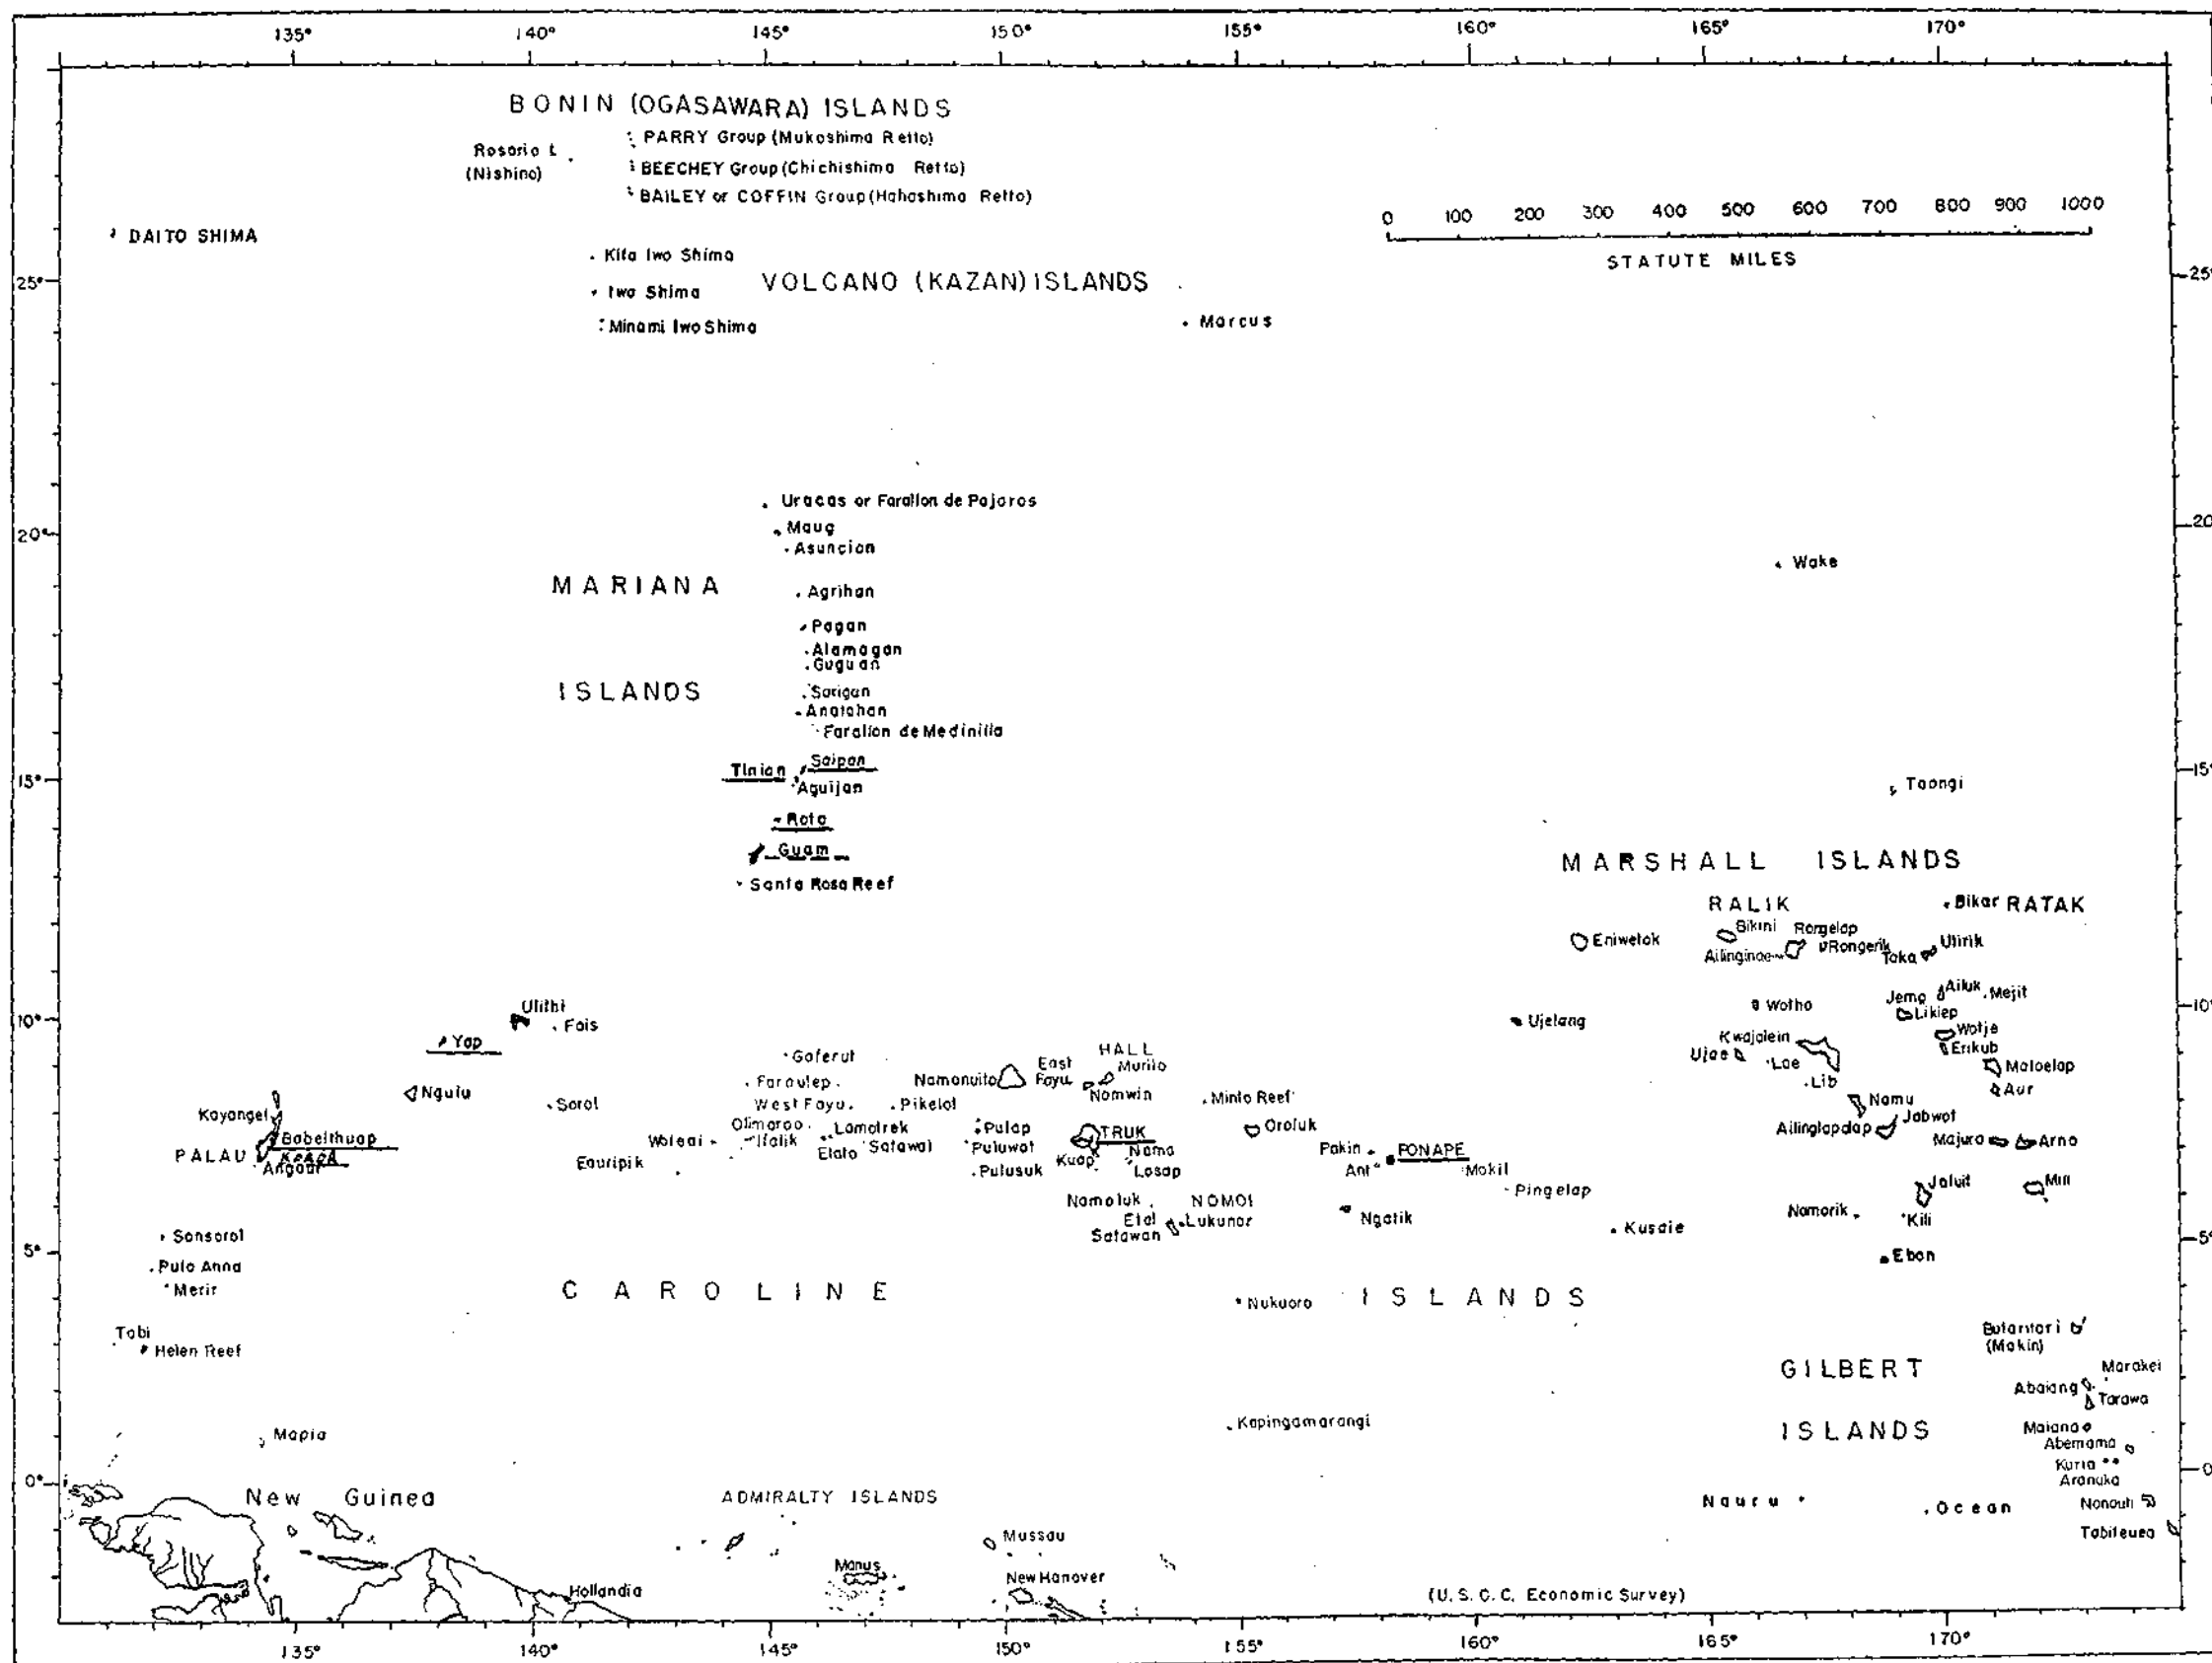 135° 140° 145° 150° 155° 160° 165° 170°
BONIN (OGASAWARA) ISLANDS
PARRY Group (Mukoshima Retto)
Rosario I.
(Nishino)
BEECHEY Group (Chichishima Retto)
BAILEY or COFFIN Group (Hahashima Retto)
0 100 200 300 400 500 600 700 800 900 1000
STATUTE MILES
DAITO SHIMA
Kita Iwo Shima
25° 25°
VOLCANO (KAZAN) ISLANDS
Iwo Shima
Minami Iwo Shima
Marcus
Uracas or Farallon de Pajaros
20° 20°
Maug
Asuncion
Wake
MARIANA
Agrihan
Pagan
Alamagan
Guguan
ISLANDS
Sarigan
Anatahan
Farallon de Medinilla
15° 15°
Tinian Saipan
Aguijan
Taongi
Rota
Guam
MARSHALL ISLANDS
Santa Rosa Reef
RALIK Bikar RATAK
Bikini Rongelap
Eniwetok Ailinginae Rongerik Taka Utirik
Jemo Ailuk Mejit
10° Ulithi Wotho Likiep 10°
Fais Ujelang
Yap Kwajalein Wotje
HALL Ujae Lae Erikub
Gaferut East Murilo
Faraulep Namonuito Fayu Maloelap
Ngulu Nomwin Lib Aur
Sorol West Fayu Pikelot Minto Reef Namu
Kayangel Olimarao Lamotrek Pulap TRUK Oroluk Ailinglapdap Jabwot
Babelthuap Woleai Ifalik Elato Satawal Puluwat Pakin PONAPE Majuro Arno
PALAU Koror Kuop Nama
Angaur Eauripik Pulusuk Losap Ant Mokil
Pingelap Jaluit Mili
Namoluk NOMOI
Etal Lukunor Ngatik Namorik Kili
Satawan Kusaie
Sonsorol
5° 5°
Pulo Anna Ebon
Merir
CAROLINE ISLANDS
Nukuoro
Tobi
Helen Reef
Butaritari
(Makin)
GILBERT Marakei
Abaiang
Tarawa
Kapingamarangi
Mapia ISLANDS Maiana
Abemama
0° Kuria 0°
Aranuka
New Guinea ADMIRALTY ISLANDS
Nauru Ocean Nonouti
Mussau Tabiteuea
Manus
New Hanover
Hollandia
(U. S. C. C. Economic Survey)
135° 140° 145° 150° 155° 160° 165° 170°